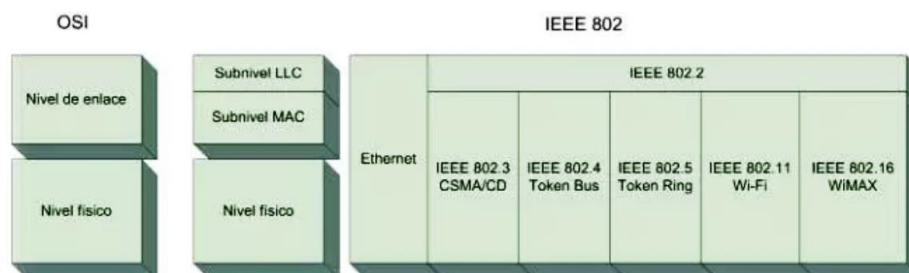 OSI
IEEE 802
Nivel de enlace
Nivel fisico
Subnivel LLC
Subnivel MAC
Nivel fisico
Ethernet
IEEE 802.2
IEEE 802.3
CSMA/CD
IEEE 802.4
Token Bus
IEEE 802.5
Token Ring
IEEE 802.11
Wi-Fi
IEEE 802.16
WiMAX